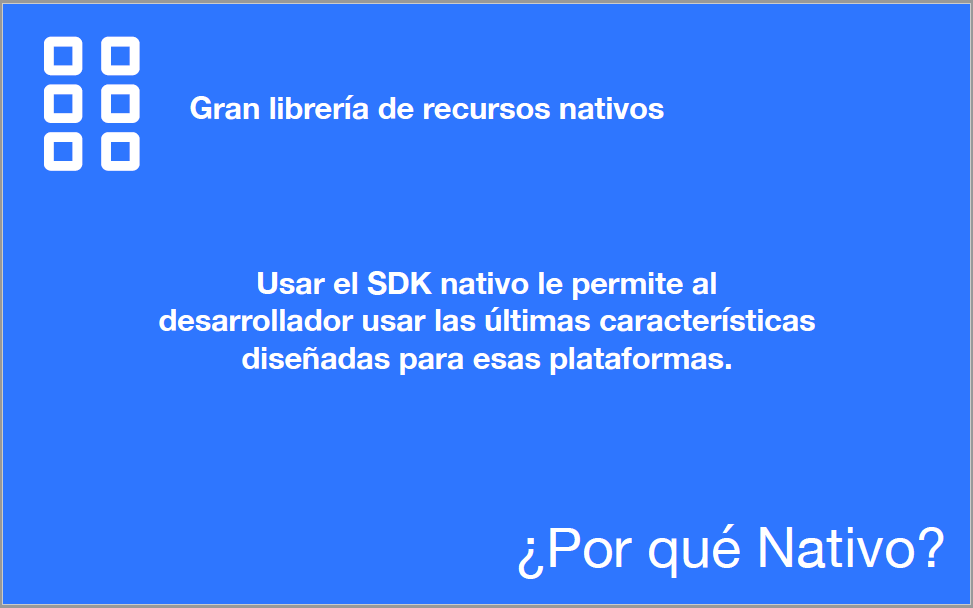 Gran librería de recursos nativos
Usar el SDK nativo le permite al
desarrollador usar las últimas características
diseñadas para esas plataformas.
¿Por qué Nativo?